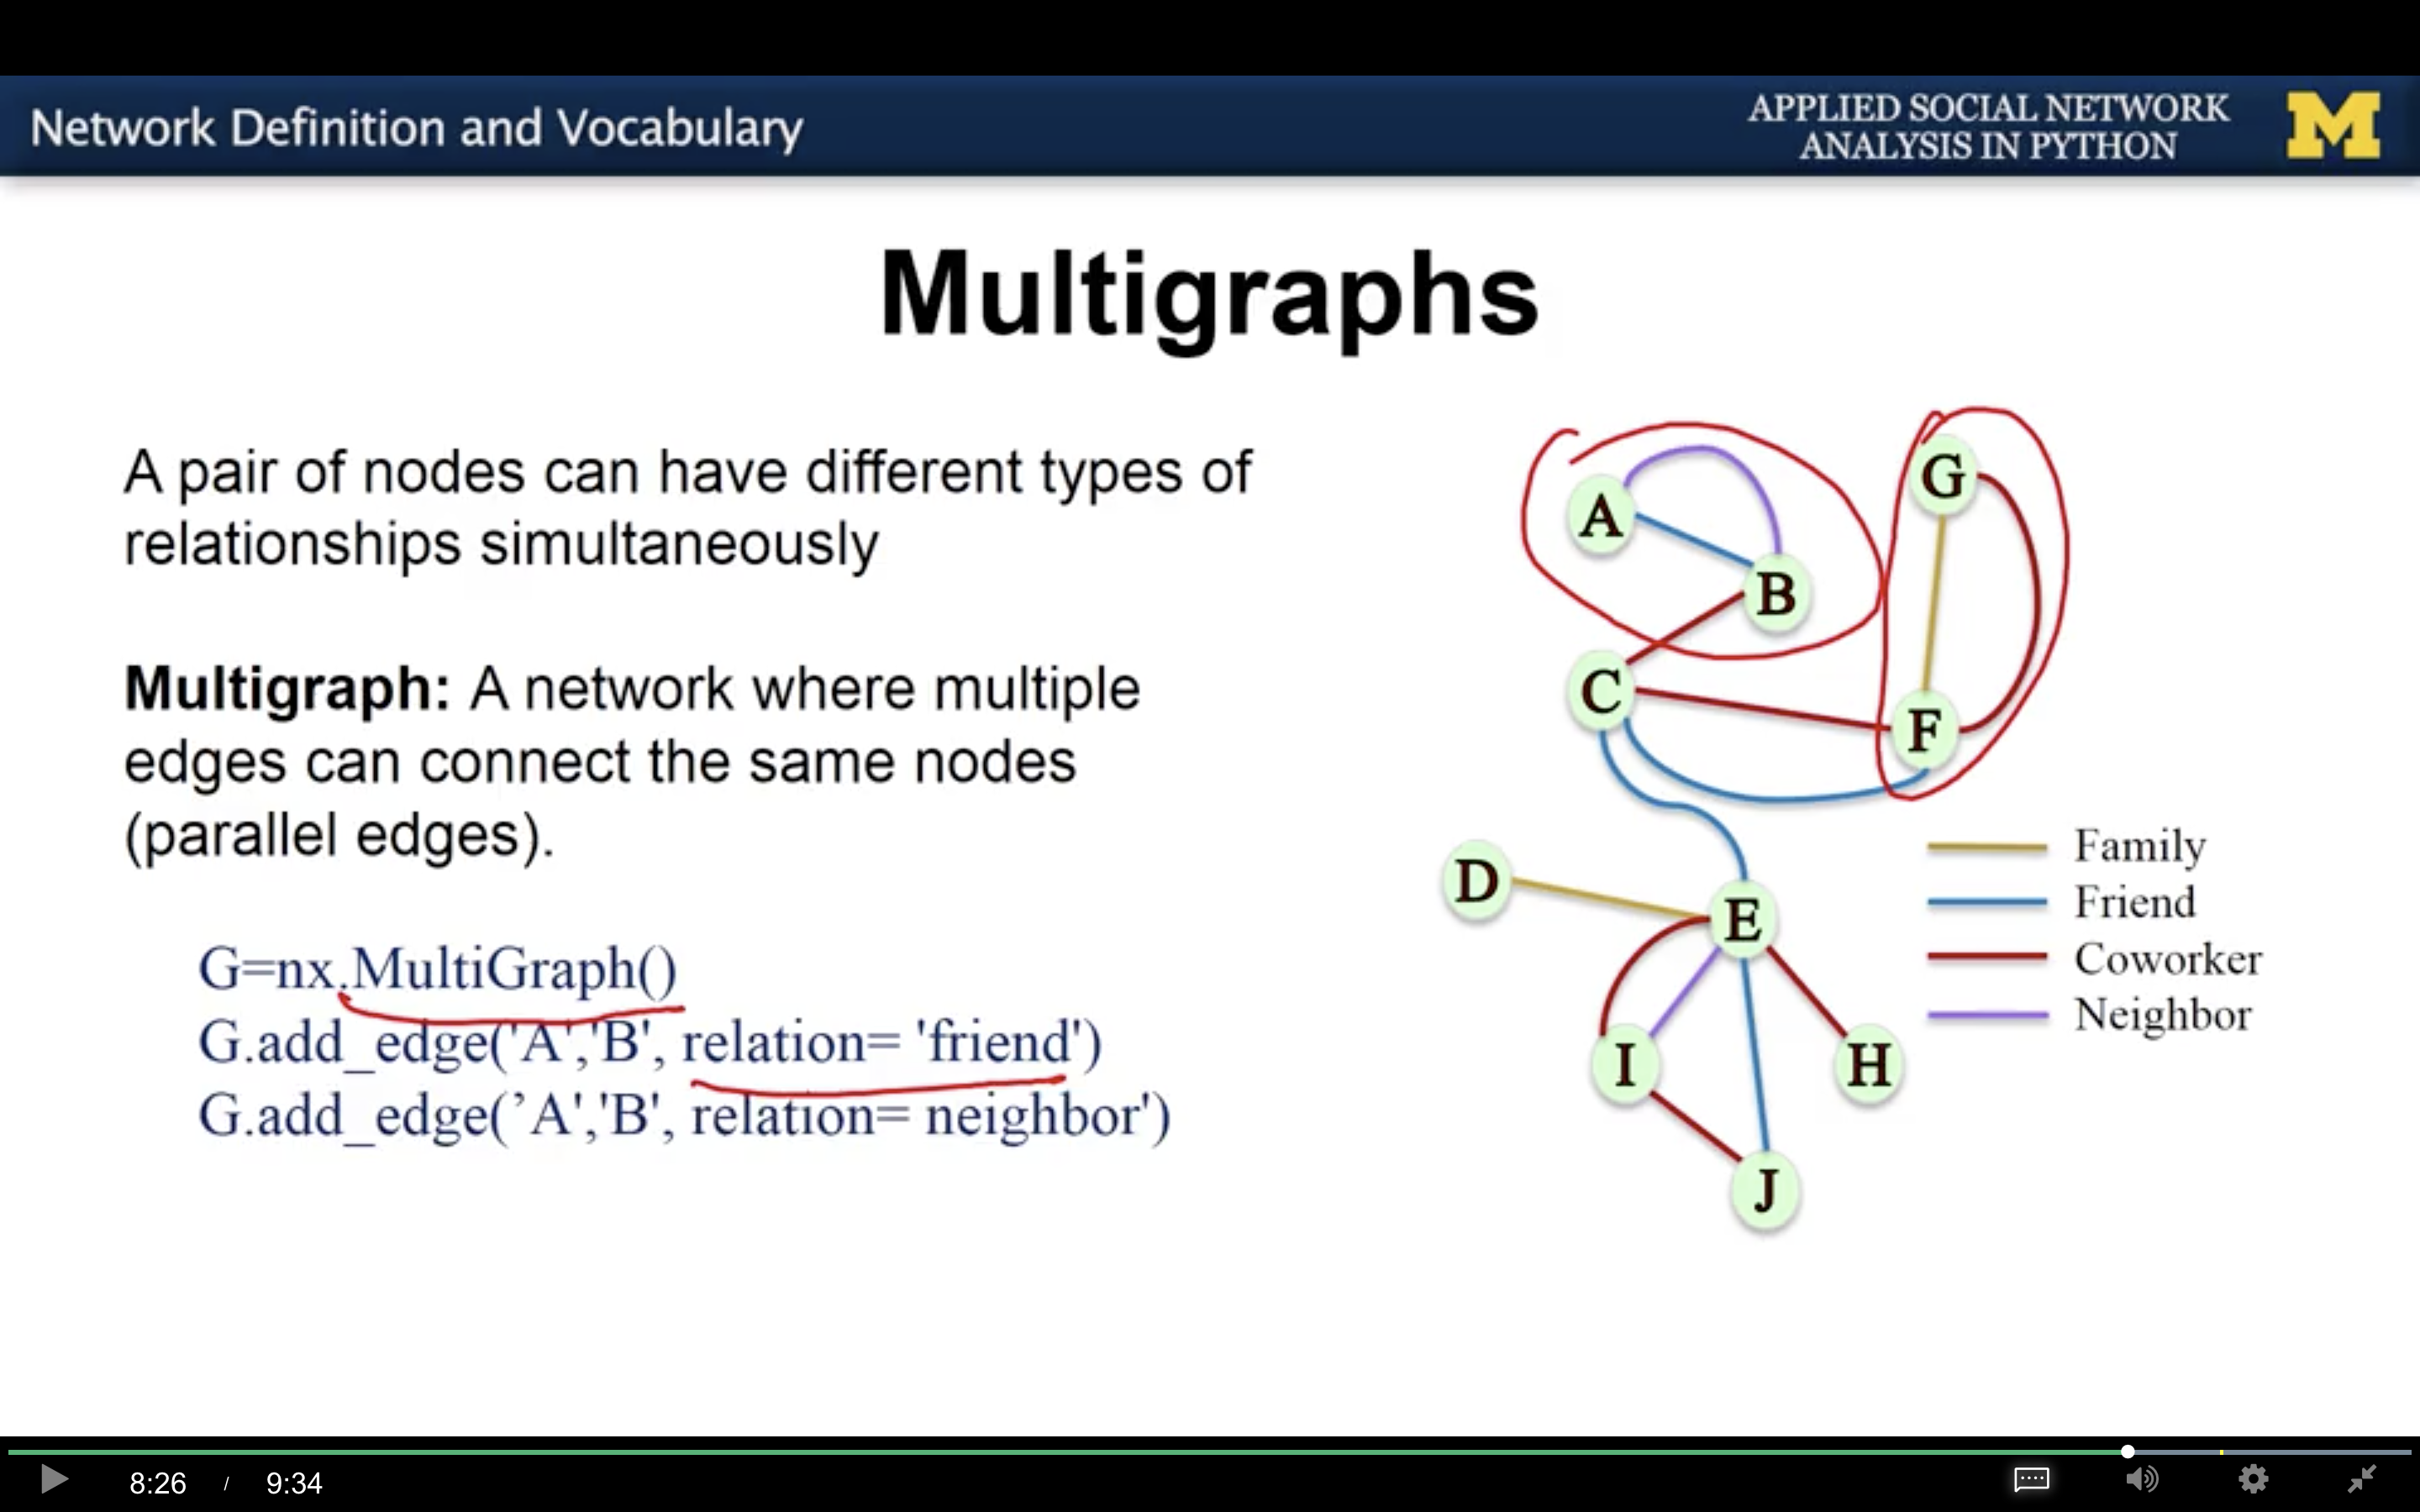 Network Definition and Vocabulary
APPLIED SOCIAL NETWORK
ANALYSIS IN PYTHON
M
Multigraphs
A pair of nodes can have different types of
relationships simultaneously
Multigraph: A network where multiple
edges can connect the same nodes
(parallel edges).
G=nx.MultiGraph()
G.add_edge('A','B', relation= 'friend')
G.add_edge(’A','B', relation= neighbor')
A
B
G
C
F
D
E
I
H
J
Family
Friend
Coworker
Neighbor
8:26 / 9:34